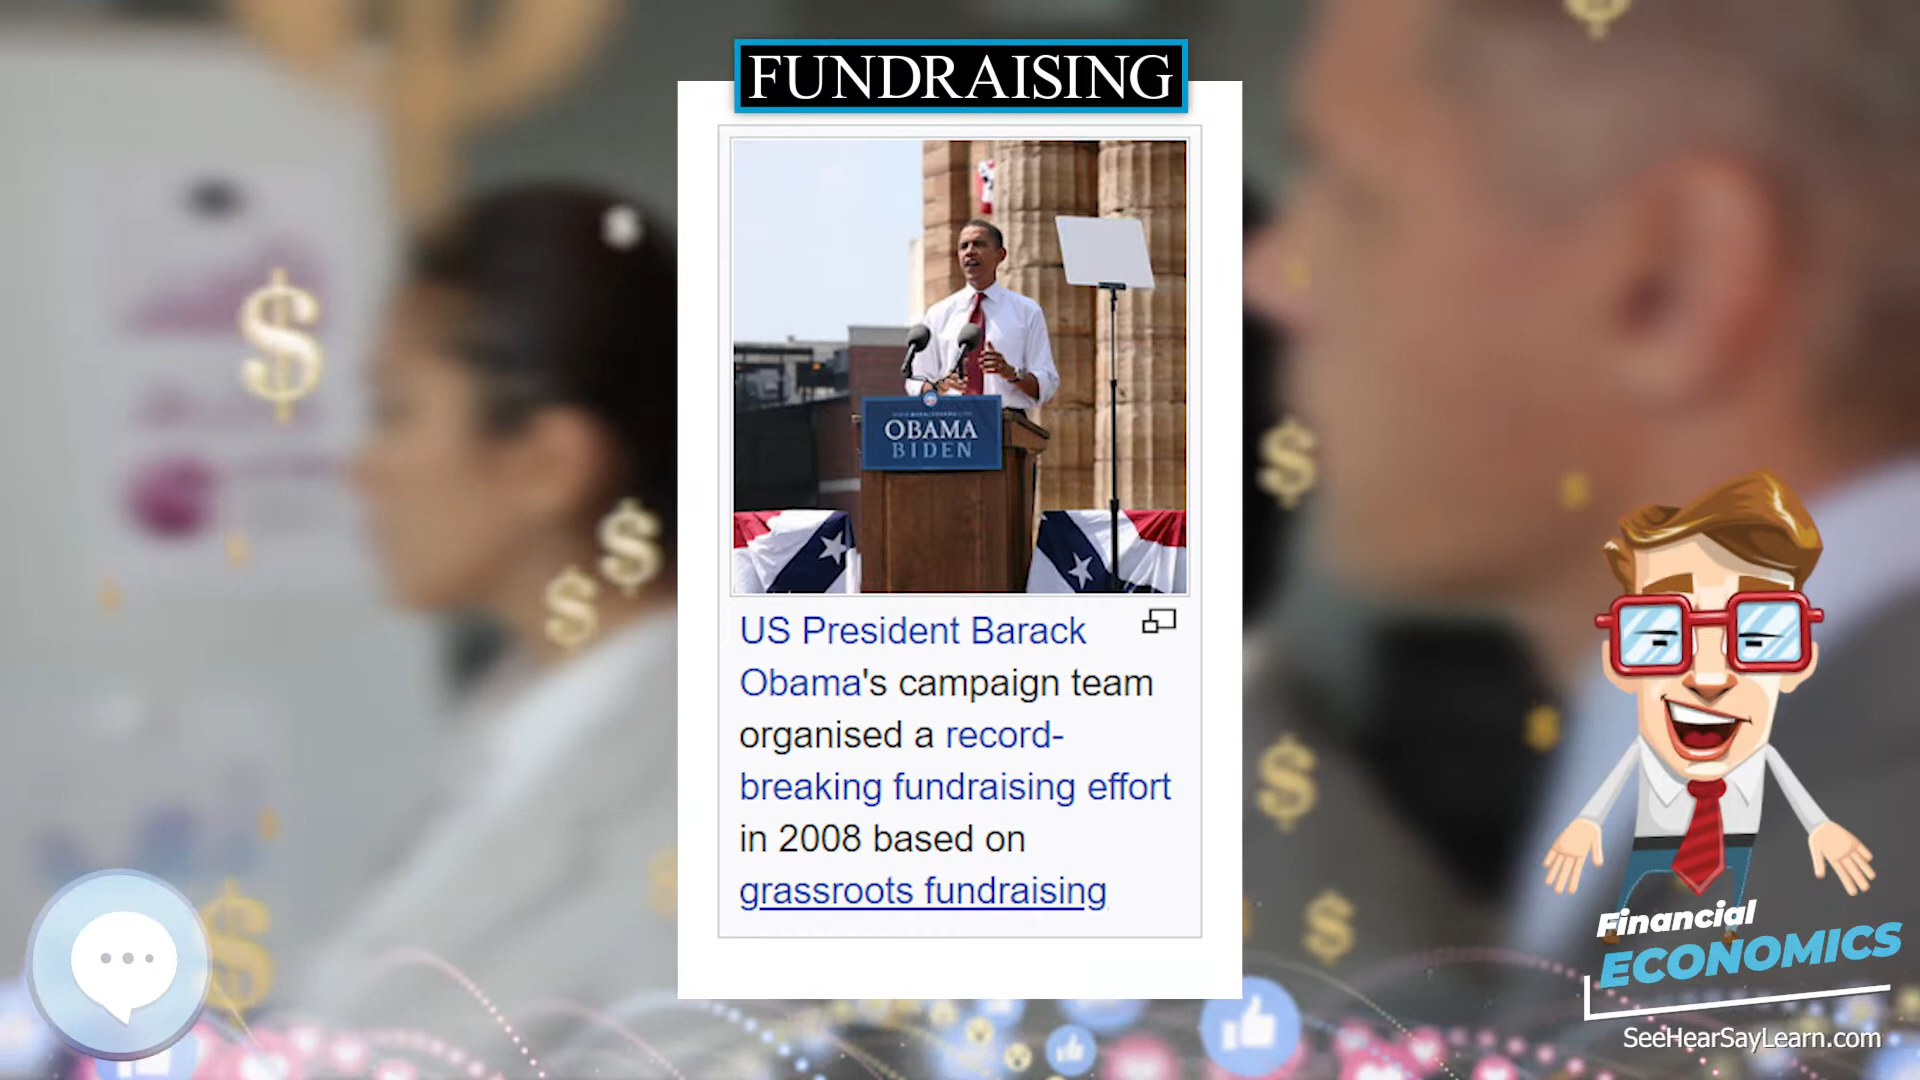 FUNDRAISING
OBAMA
BIDEN
US President Barack
Obama's campaign team
organised a record-
breaking fundraising effort
in 2008 based on
grassroots fundraising
Financial
ECONOMICS
SeeHearSayLearn.com